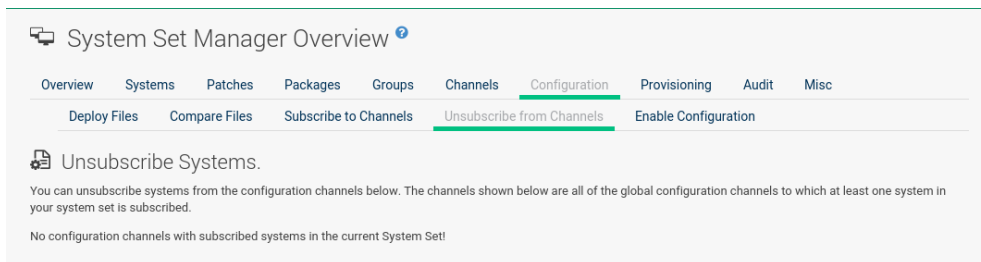 System Set Manager Overview ?
Overview Systems Patches Packages Groups Channels Configuration Provisioning Audit Misc
Deploy Files Compare Files Subscribe to Channels Unsubscribe from Channels Enable Configuration
Unsubscribe Systems.
You can unsubscribe systems from the configuration channels below. The channels shown below are all of the global configuration channels to which at least one system in
your system set is subscribed.
No configuration channels with subscribed systems in the current System Set!